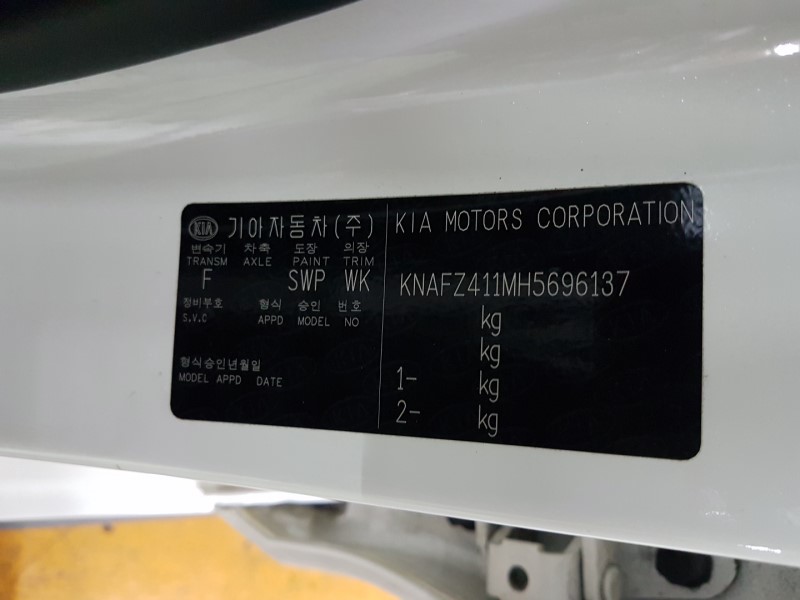 KIA 기아자동차(주)
변속기 차축 도장 의장
TRANSM AXLE PAINT TRIM
F SWP WK
정비부호 형식 승인 번호
S.V.C APPD MODEL NO
형식승인년월일
MODEL APPD DATE
KIA MOTORS CORPORATION
KNAFZ411MH5696137
kg
kg
1- kg
2- kg